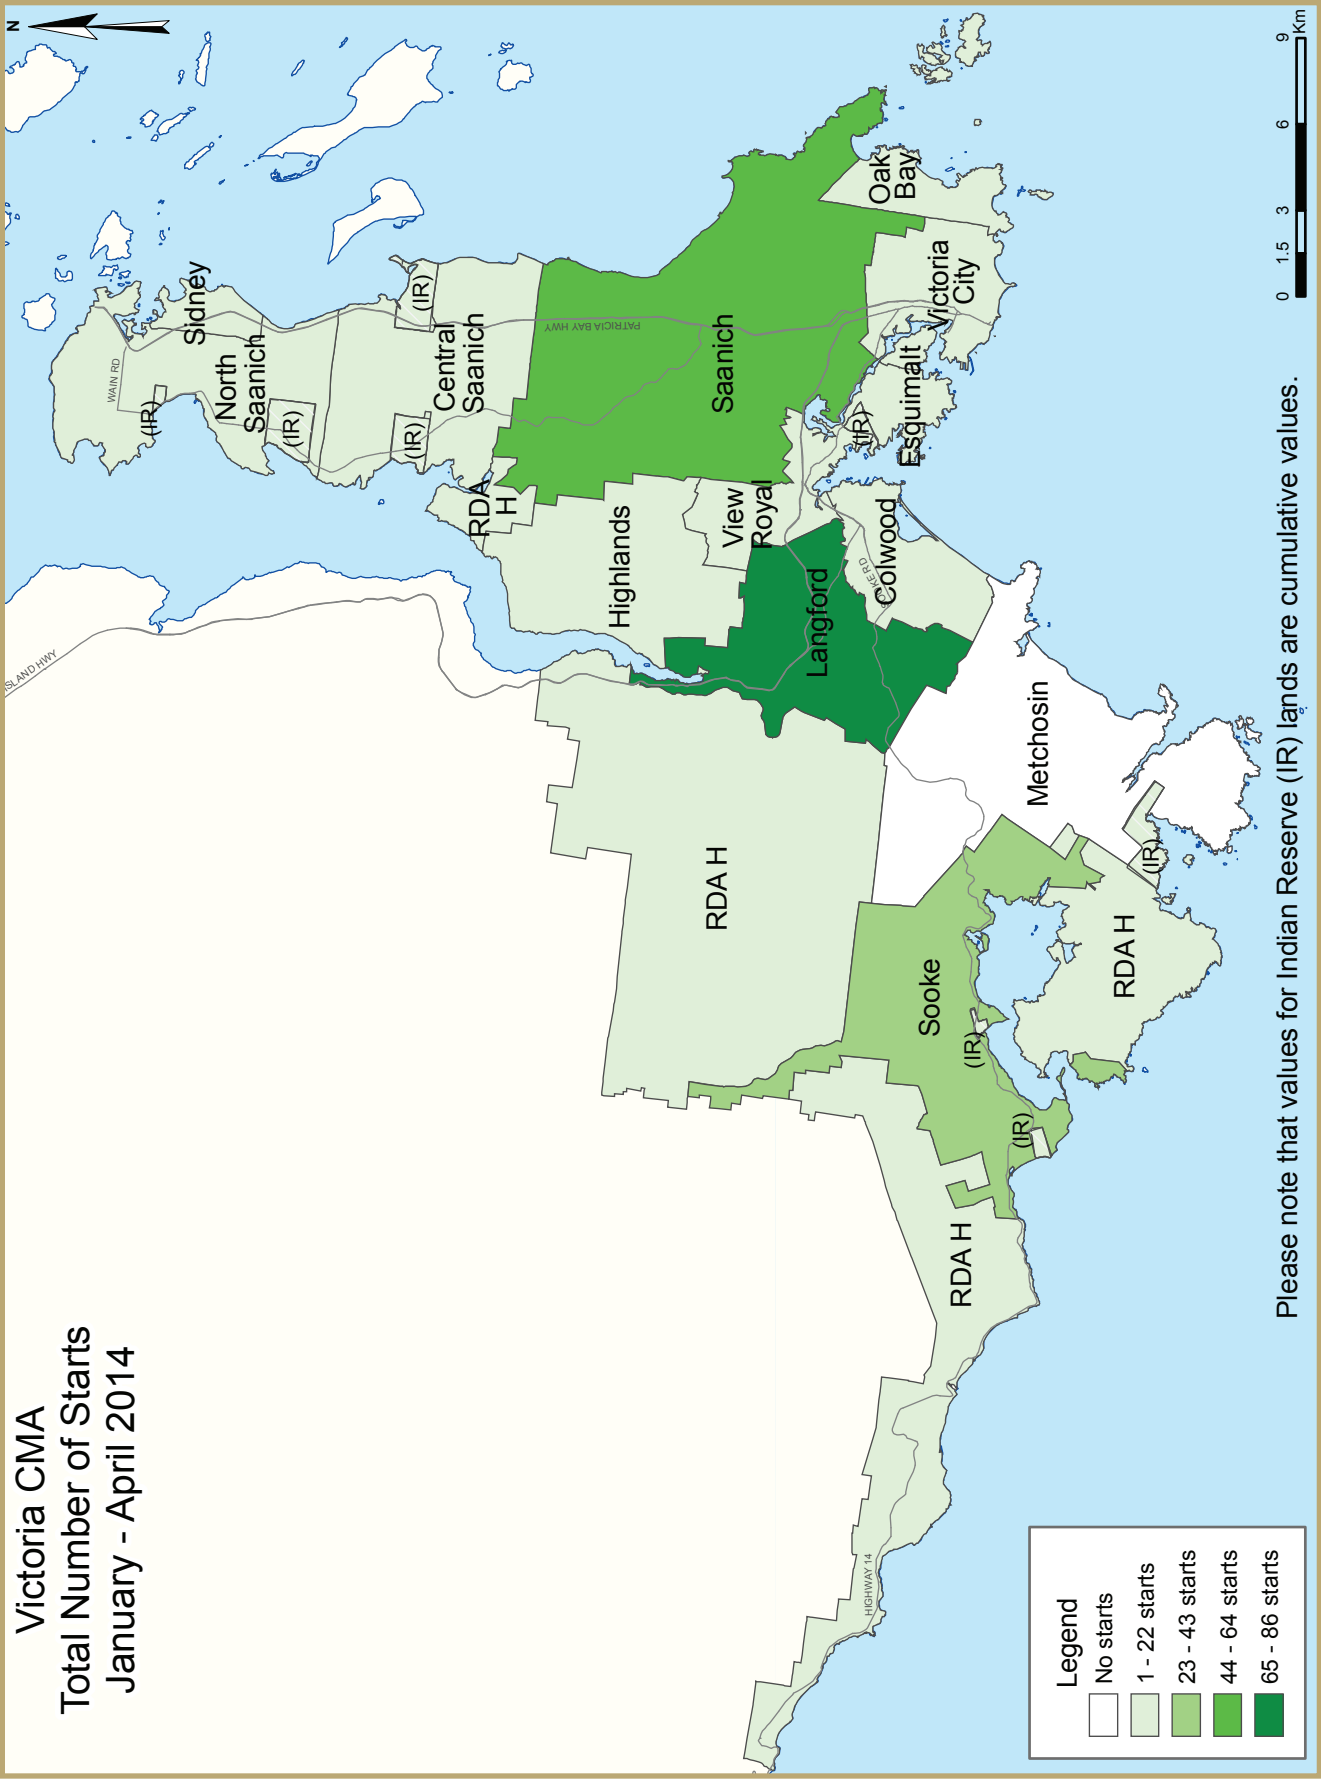 Victoria CMA
Total Number of Starts
January - April 2014
N
ISLAND HWY
WAIN RD
(IR)
Sidney
North
Saanich
(IR)
(IR)
(IR)
Central
Saanich
RDA
H
PATRICIA BAY HWY
Saanich
Highlands
View
Royal
Oak
Bay
Victoria
City
Esquimalt
(IR)
Langford
Colwood
Metchosin
RDA H
Sooke
(IR)
(IR)
(IR)
RDA H
RDA H
HIGHWAY 14
Legend
No starts
1 - 22 starts
23 - 43 starts
44 - 64 starts
65 - 86 starts
Please note that values for Indian Reserve (IR) lands are cumulative values.
0 1.5 3 6 9
Km